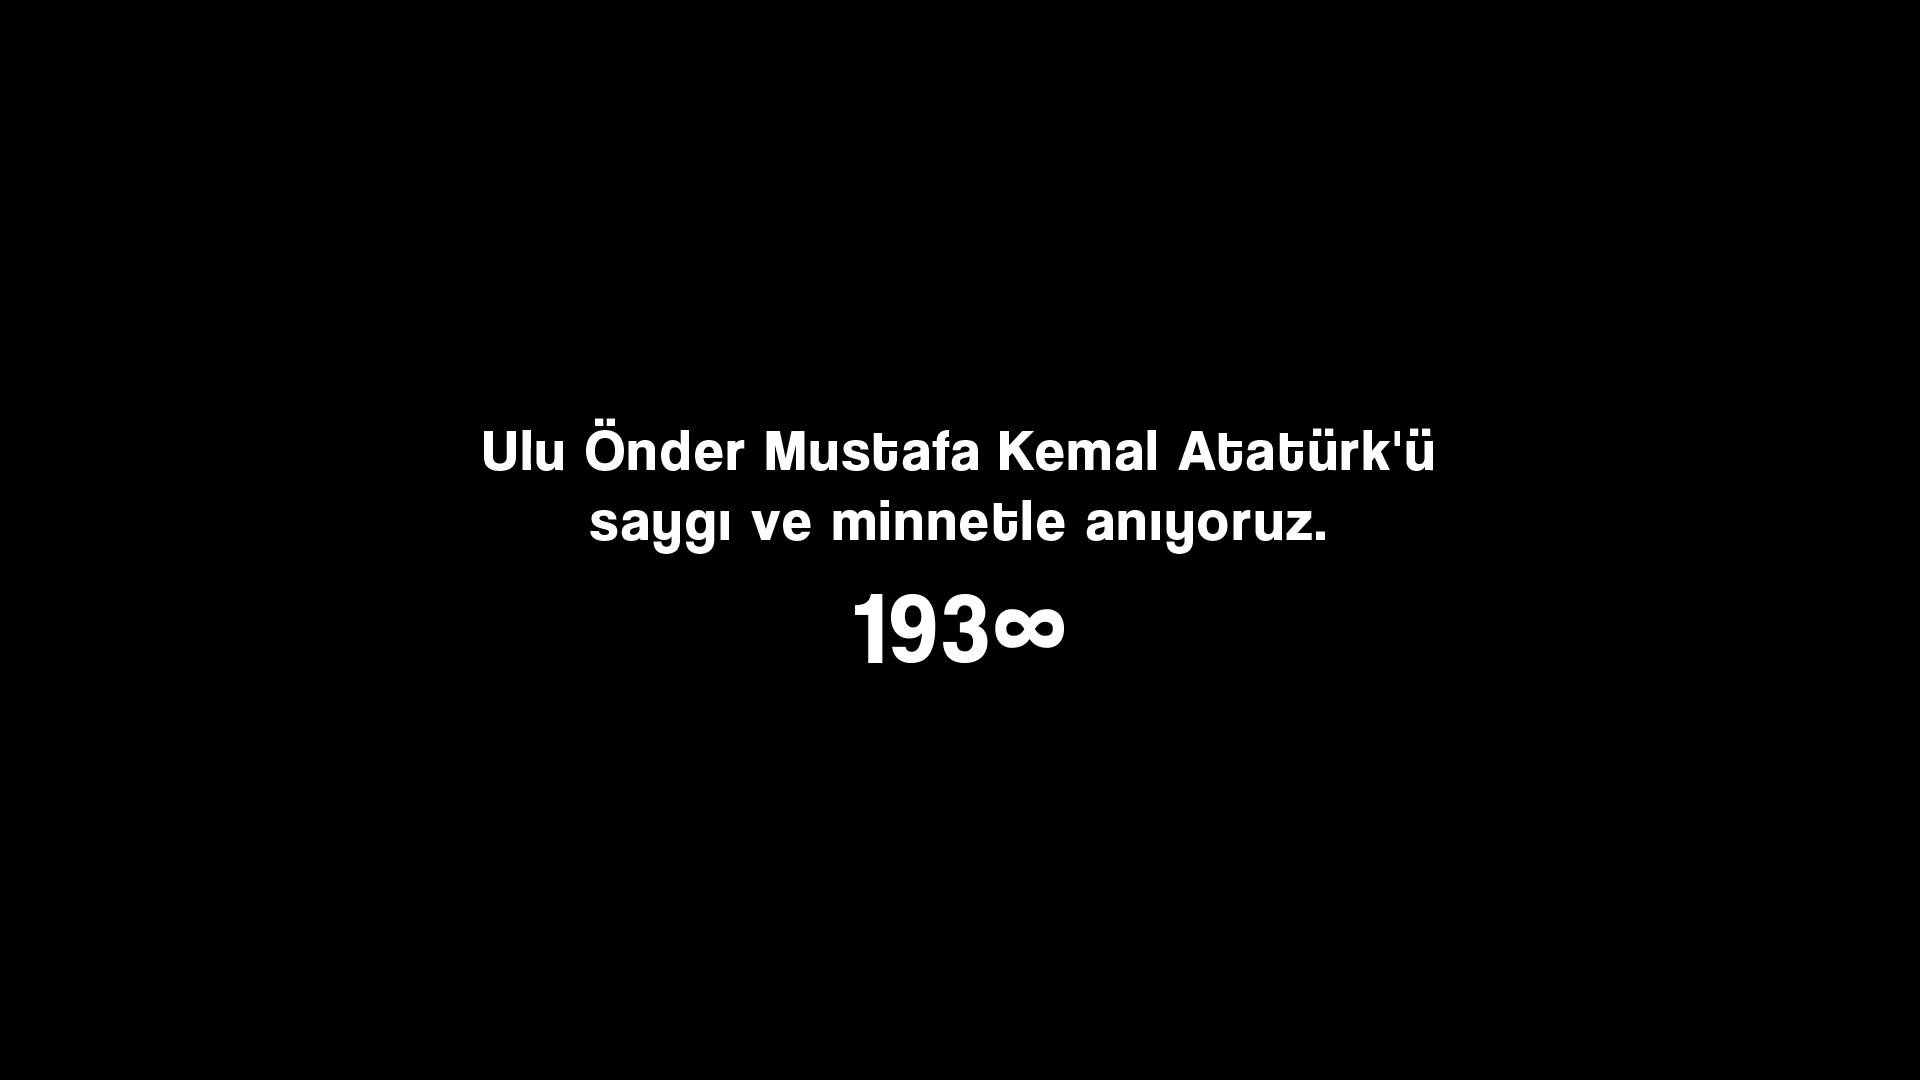 Ulu Önder Mustafa Kemal Atatürk'ü
saygı ve minnetle anıyoruz.
193∞